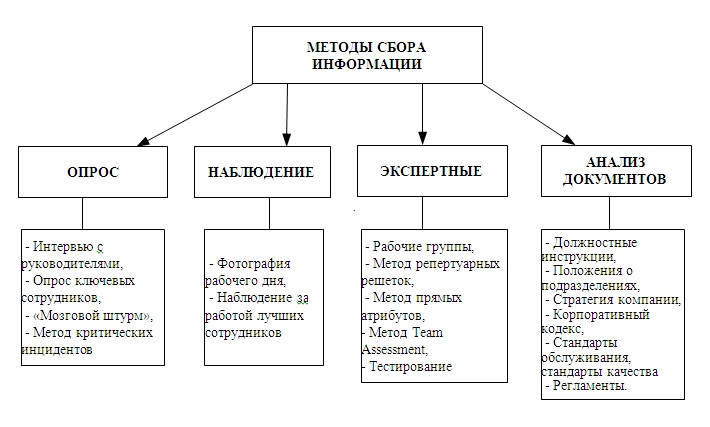 МЕТОДЫ СБОРА
ИНФОРМАЦИИ
ОПРОС
НАБЛЮДЕНИЕ
ЭКСПЕРТНЫЕ
АНАЛИЗ
ДОКУМЕНТОВ
- Интервью с
руководителями,
- Опрос ключевых
сотрудников,
- «Мозговой штурм»,
- Метод критических
инцидентов
- Фотография
рабочего дня,
- Наблюдение за
работой лучших
сотрудников
- Рабочие группы,
- Метод репертуарных
решеток,
- Метод прямых
атрибутов,
- Метод Team
Assessment,
- Тестирование
- Должностные
инструкции,
- Положения о
подразделениях,
- Стратегия компании,
- Корпоративный
кодекс,
- Стандарты
обслуживания,
стандарты качества
- Регламенты.